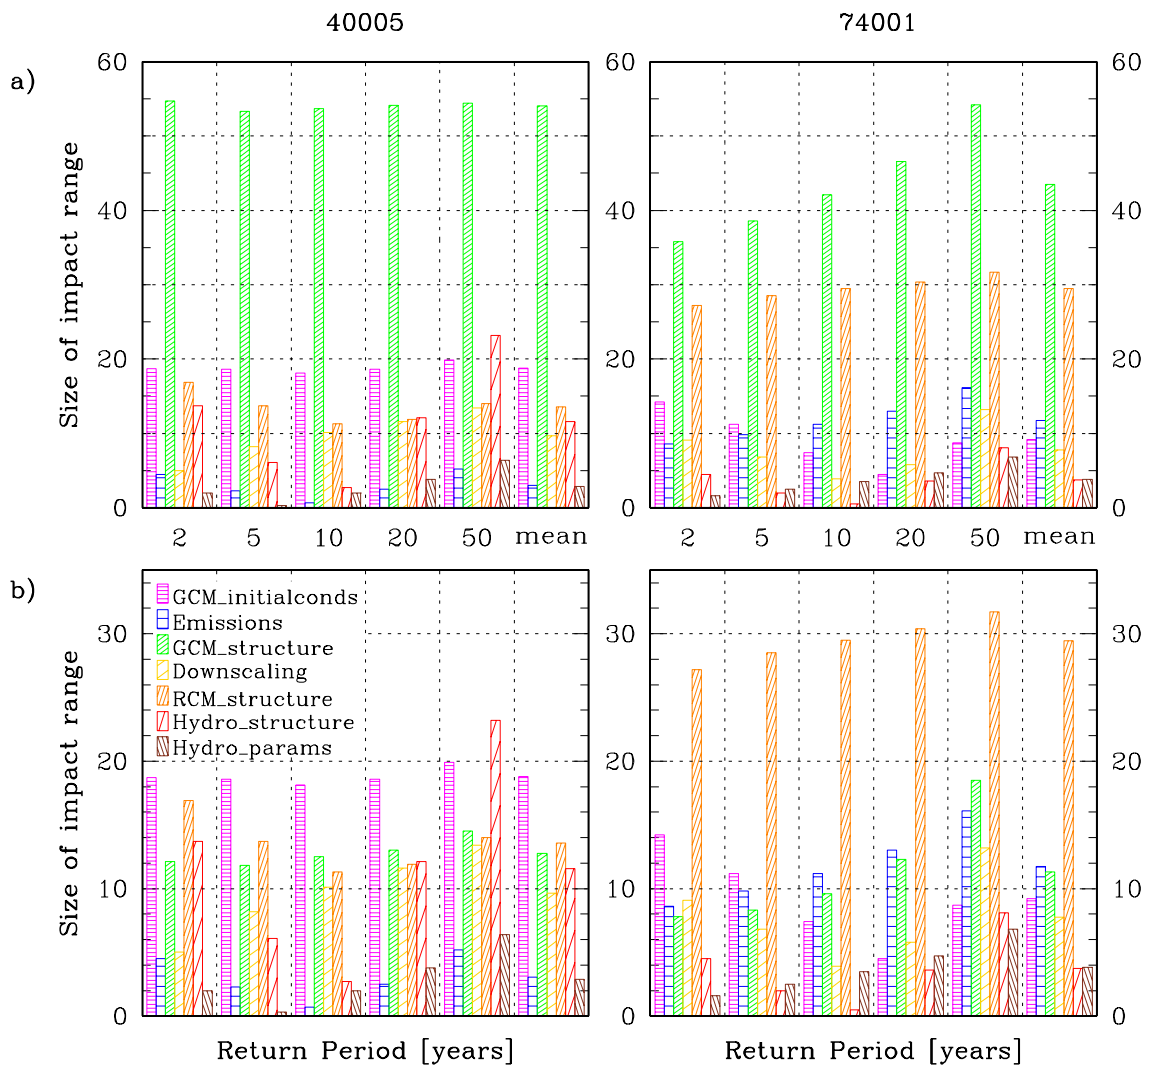 40005 74001
a)
60 60 60
40 40 40
20 20 20
0 0 0
Size of impact range
2 5 10 20 50 mean 2 5 10 20 50 mean
b)
GCM_initialconds
Emissions
GCM_structure
Downscaling
RCM_structure
Hydro_structure
Hydro_params
30 30 30
20 20 20
10 10 10
0 0 0
Size of impact range
Return Period [years] Return Period [years]